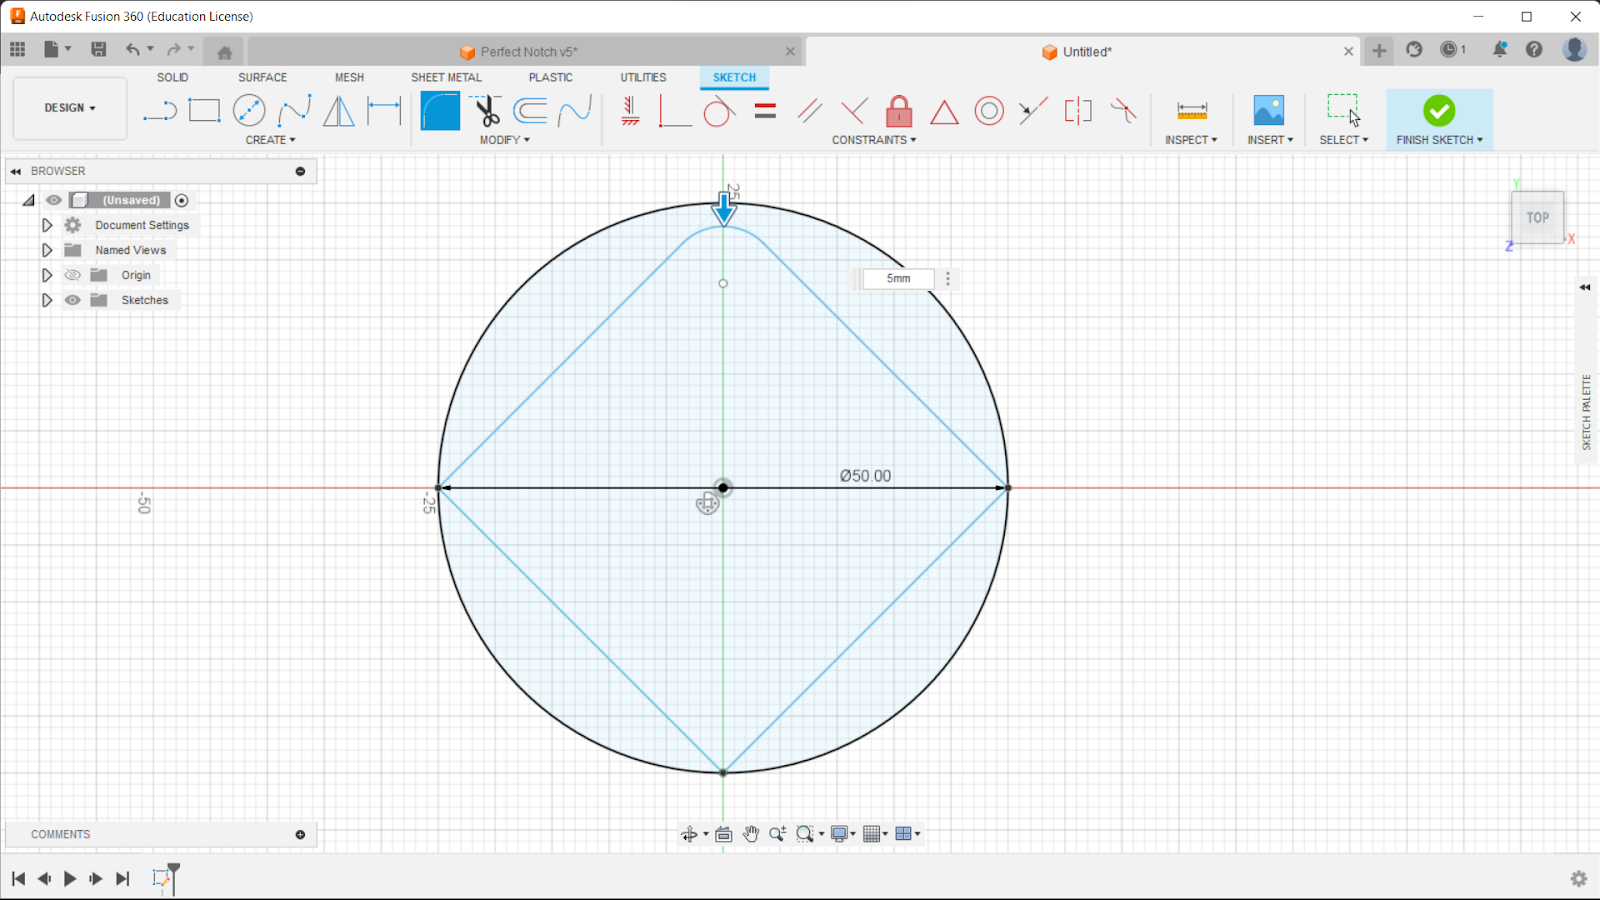 Autodesk Fusion 360 (Education License)
Perfect Notch v5*
Untitled*
1
DESIGN
SOLID
SURFACE
MESH
SHEET METAL
PLASTIC
UTILITIES
SKETCH
CREATE
MODIFY
CONSTRAINTS
INSPECT
INSERT
SELECT
FINISH SKETCH
BROWSER
(Unsaved)
Document Settings
Named Views
Origin
Sketches
25
5mm
Ø50.00
-50
-25
Y
TOP
X
Z
SKETCH PALETTE
COMMENTS